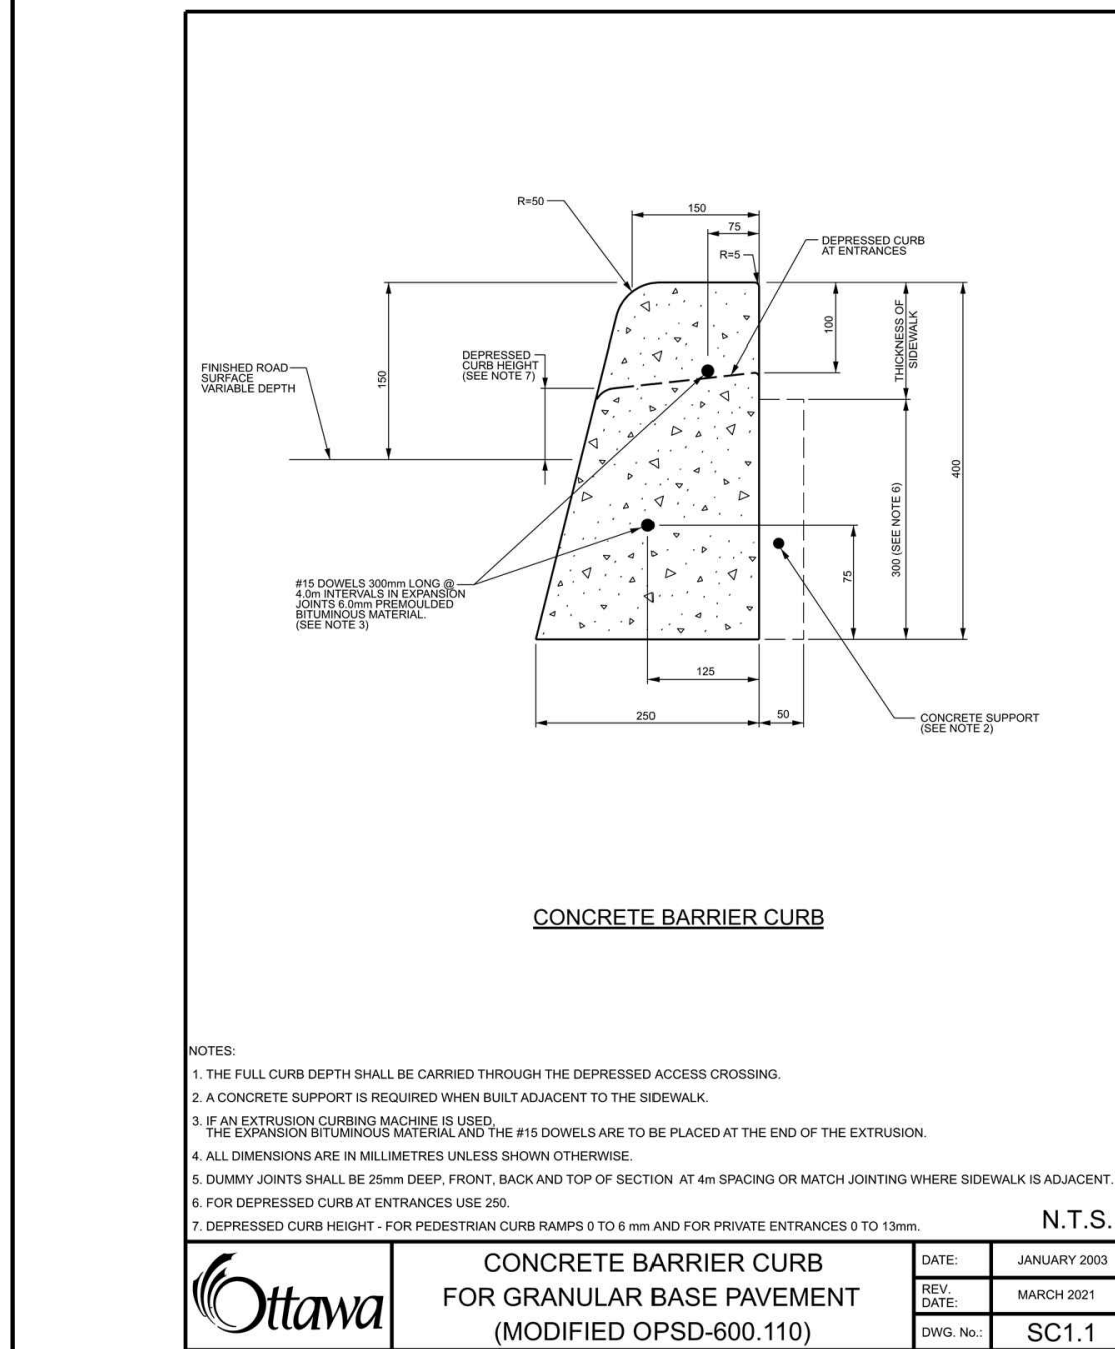 R=50
150
75
R=5
DEPRESSED CURB
AT ENTRANCES
THICKNESS OF
SIDEWALK
100
FINISHED ROAD
SURFACE
VARIABLE DEPTH
150
DEPRESSED
CURB HEIGHT
(SEE NOTE 7)
400
300 (SEE NOTE 6)
75
#15 DOWELS 300mm LONG @
4.0m INTERVALS IN EXPANSION
JOINTS 6.0mm PREMOULDED
BITUMINOUS MATERIAL.
(SEE NOTE 3)
125
250
50
CONCRETE SUPPORT
(SEE NOTE 2)
CONCRETE BARRIER CURB
NOTES:
1. THE FULL CURB DEPTH SHALL BE CARRIED THROUGH THE DEPRESSED ACCESS CROSSING.
2. A CONCRETE SUPPORT IS REQUIRED WHEN BUILT ADJACENT TO THE SIDEWALK.
3. IF AN EXTRUSION CURBING MACHINE IS USED,
THE EXPANSION BITUMINOUS MATERIAL AND THE #15 DOWELS ARE TO BE PLACED AT THE END OF THE EXTRUSION.
4. ALL DIMENSIONS ARE IN MILLIMETRES UNLESS SHOWN OTHERWISE.
5. DUMMY JOINTS SHALL BE 25mm DEEP, FRONT, BACK AND TOP OF SECTION AT 4m SPACING OR MATCH JOINTING WHERE SIDEWALK IS ADJACENT.
6. FOR DEPRESSED CURB AT ENTRANCES USE 250.
7. DEPRESSED CURB HEIGHT - FOR PEDESTRIAN CURB RAMPS 0 TO 6 mm AND FOR PRIVATE ENTRANCES 0 TO 13mm.
N.T.S.
Ottawa
CONCRETE BARRIER CURB
FOR GRANULAR BASE PAVEMENT
(MODIFIED OPSD-600.110)
DATE: JANUARY 2003
REV.
DATE: MARCH 2021
DWG. No.: SC1.1